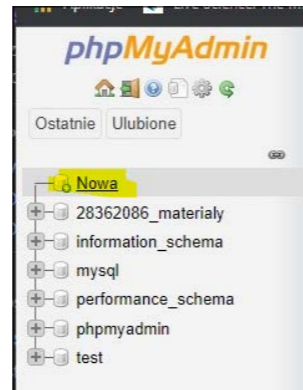 phpMyAdmin
Ostatnie Ulubione
Nowa
28362086_materialy
information_schema
mysql
performance_schema
phpmyadmin
test